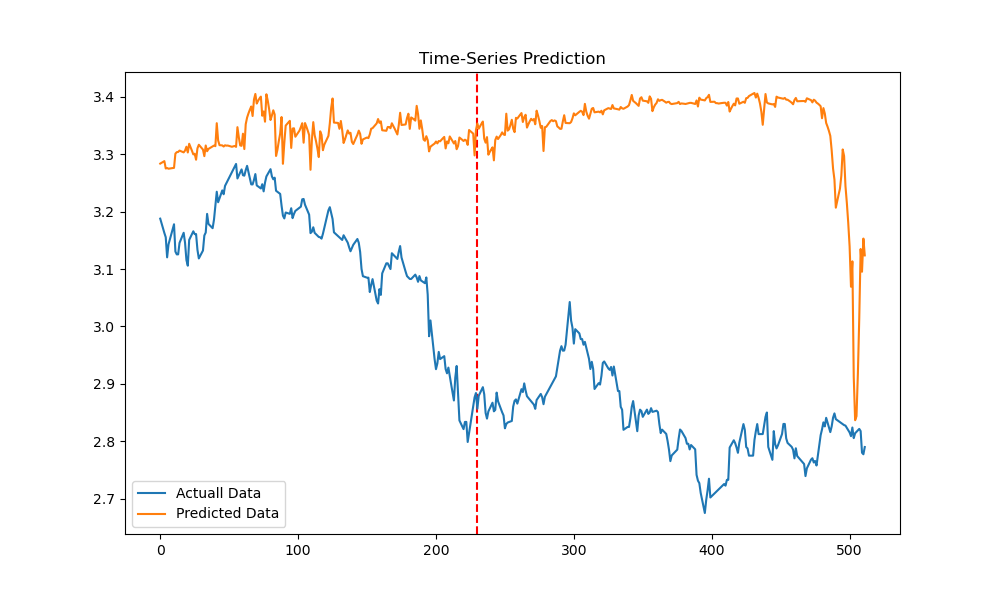 Time-Series Prediction
3.4
3.3
3.2
3.1
3.0
2.9
2.8
2.7
Actuall Data
Predicted Data
0 100 200 300 400 500